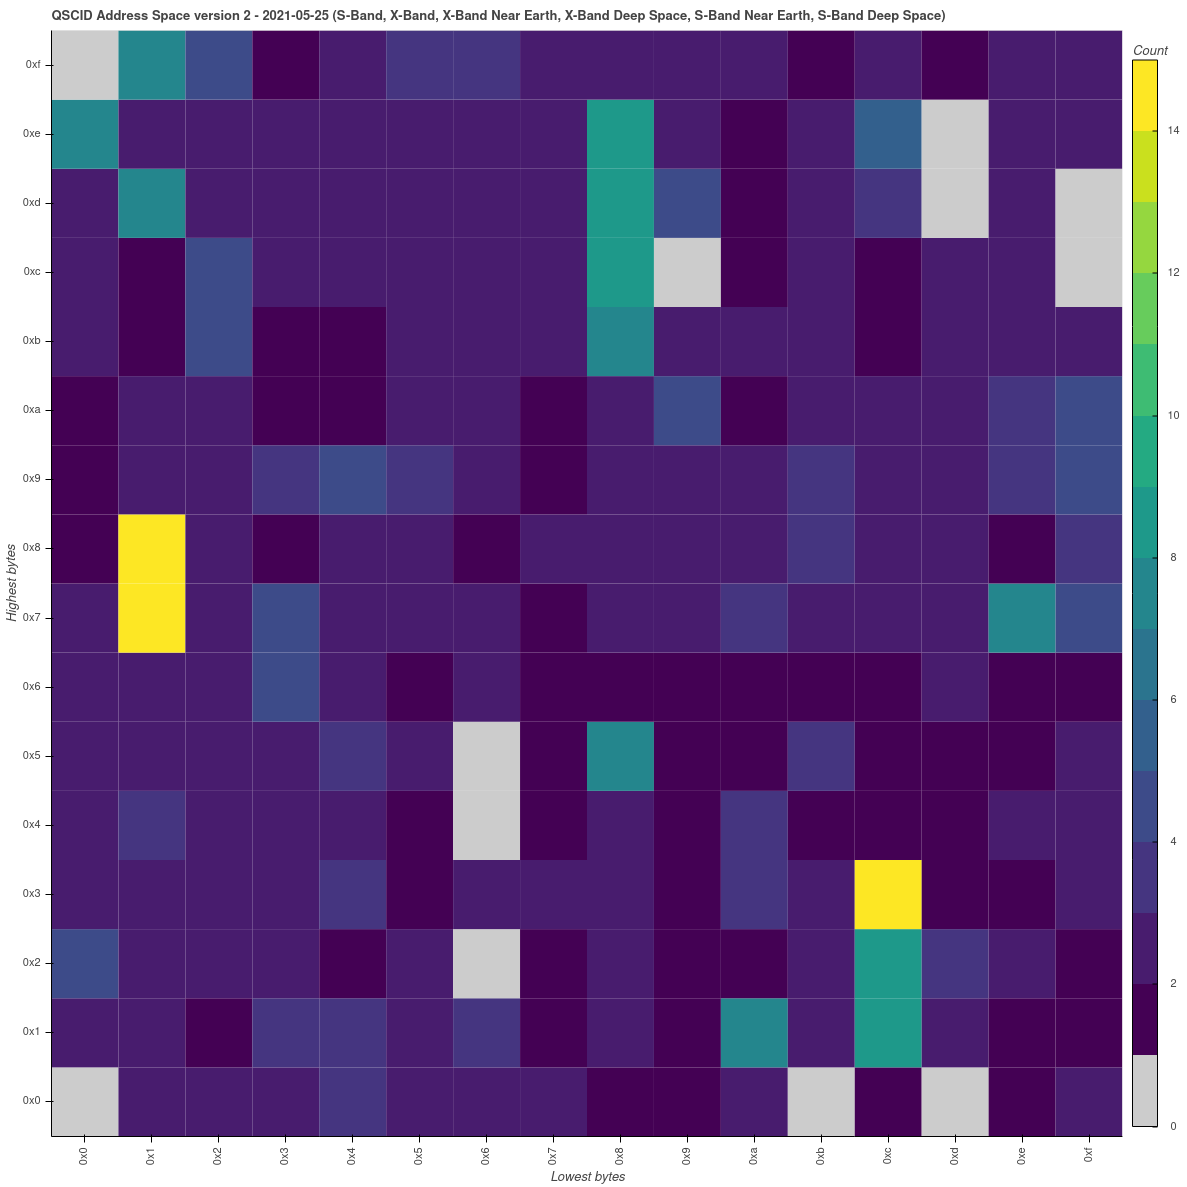 QSCID Address Space version 2 - 2021-05-25 (S-Band, X-Band, X-Band Near Earth, X-Band Deep Space, S-Band Near Earth, S-Band Deep Space)
Count
14
12
10
8
6
4
2
0
Highest bytes
0xf
0xe
0xd
0xc
0xb
0xa
0x9
0x8
0x7
0x6
0x5
0x4
0x3
0x2
0x1
0x0
0x0 0x1 0x2 0x3 0x4 0x5 0x6 0x7 0x8 0x9 0xa 0xb 0xc 0xd 0xe 0xf
Lowest bytes